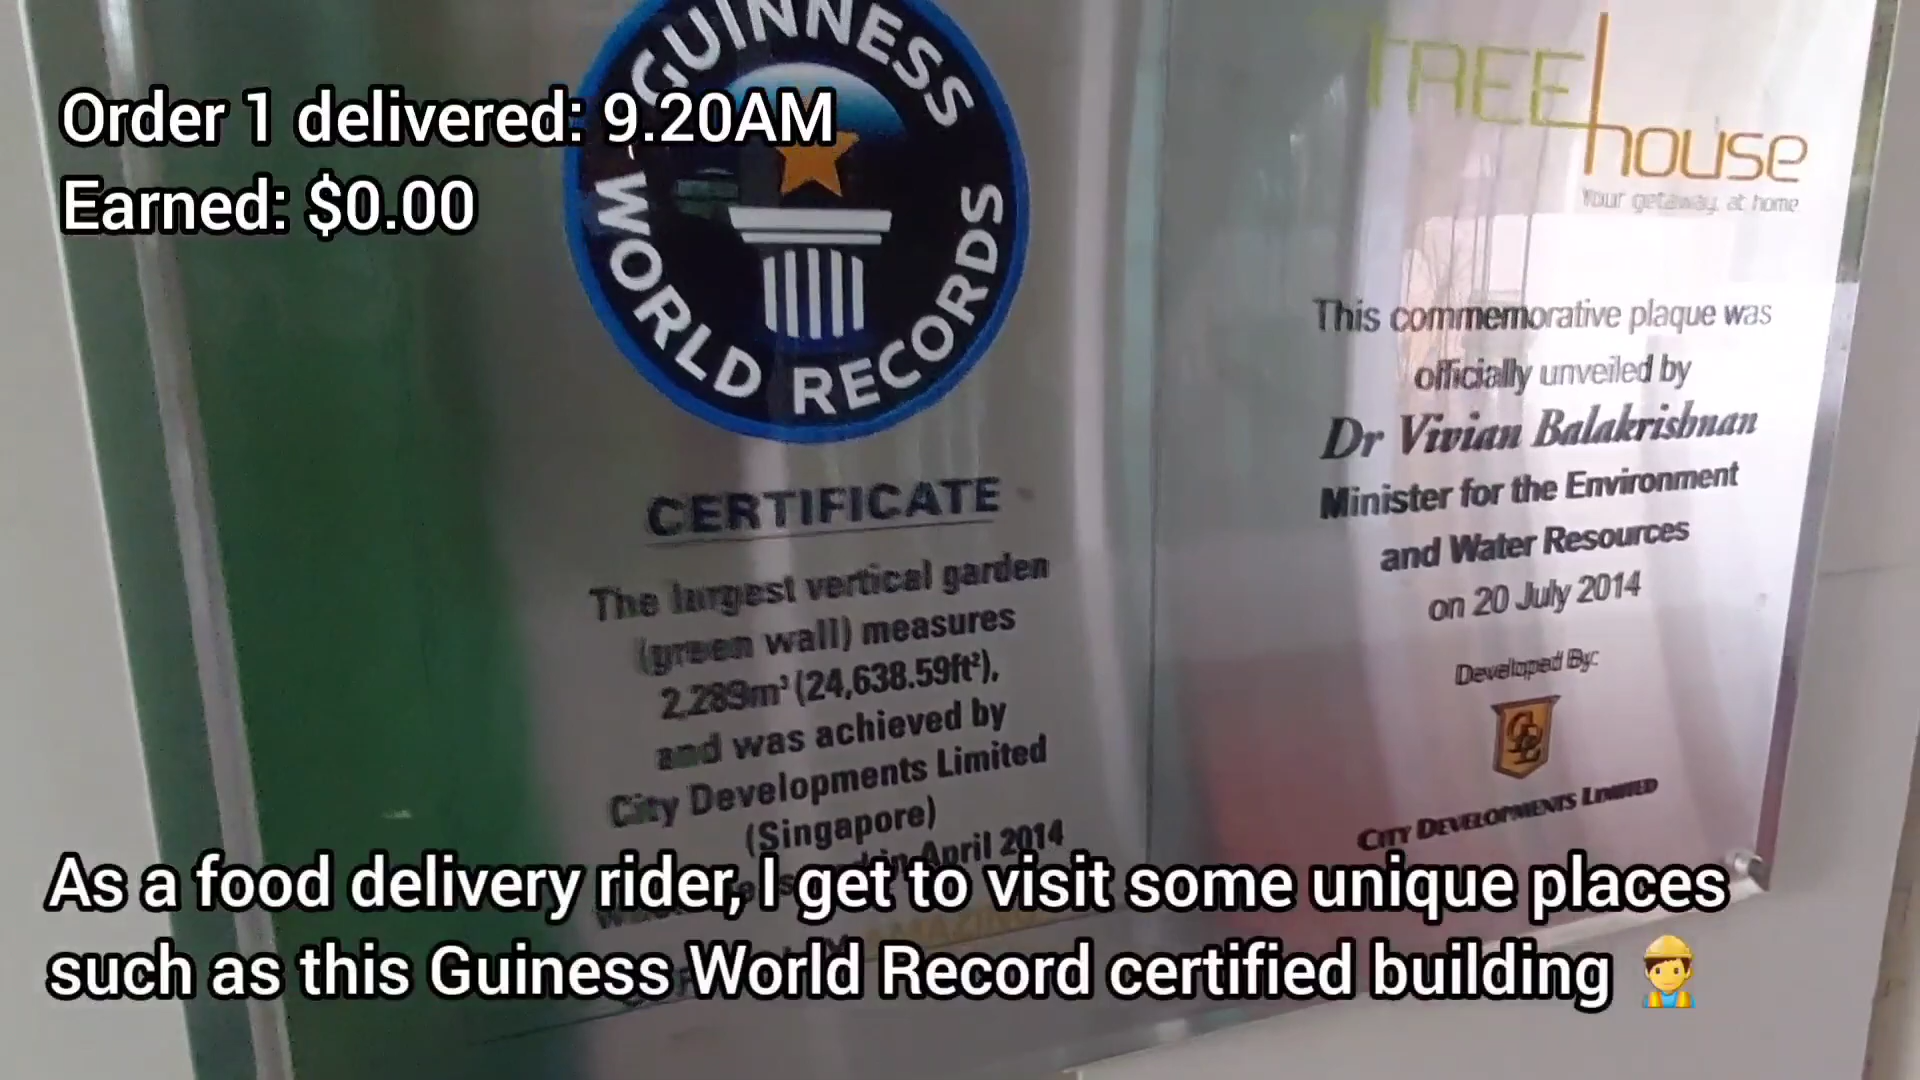 Order 1 delivered: 9.20AM
Earned: $0.00
GUINNESS
WORLD RECORDS
CERTIFICATE
The largest vertical garden
(green wall) measures
2,289m² (24,638.59ft²),
and was achieved by
City Developments Limited
(Singapore)
in April 2014
TREE
house
Your getaway, at home
This commemorative plaque was
officially unveiled by
Dr Vivian Balakrishnan
Minister for the Environment
and Water Resources
on 20 July 2014
Developed By:
CDL
CITY DEVELOPMENTS LIMITED
As a food delivery rider, I get to visit some unique places
such as this Guiness World Record certified building